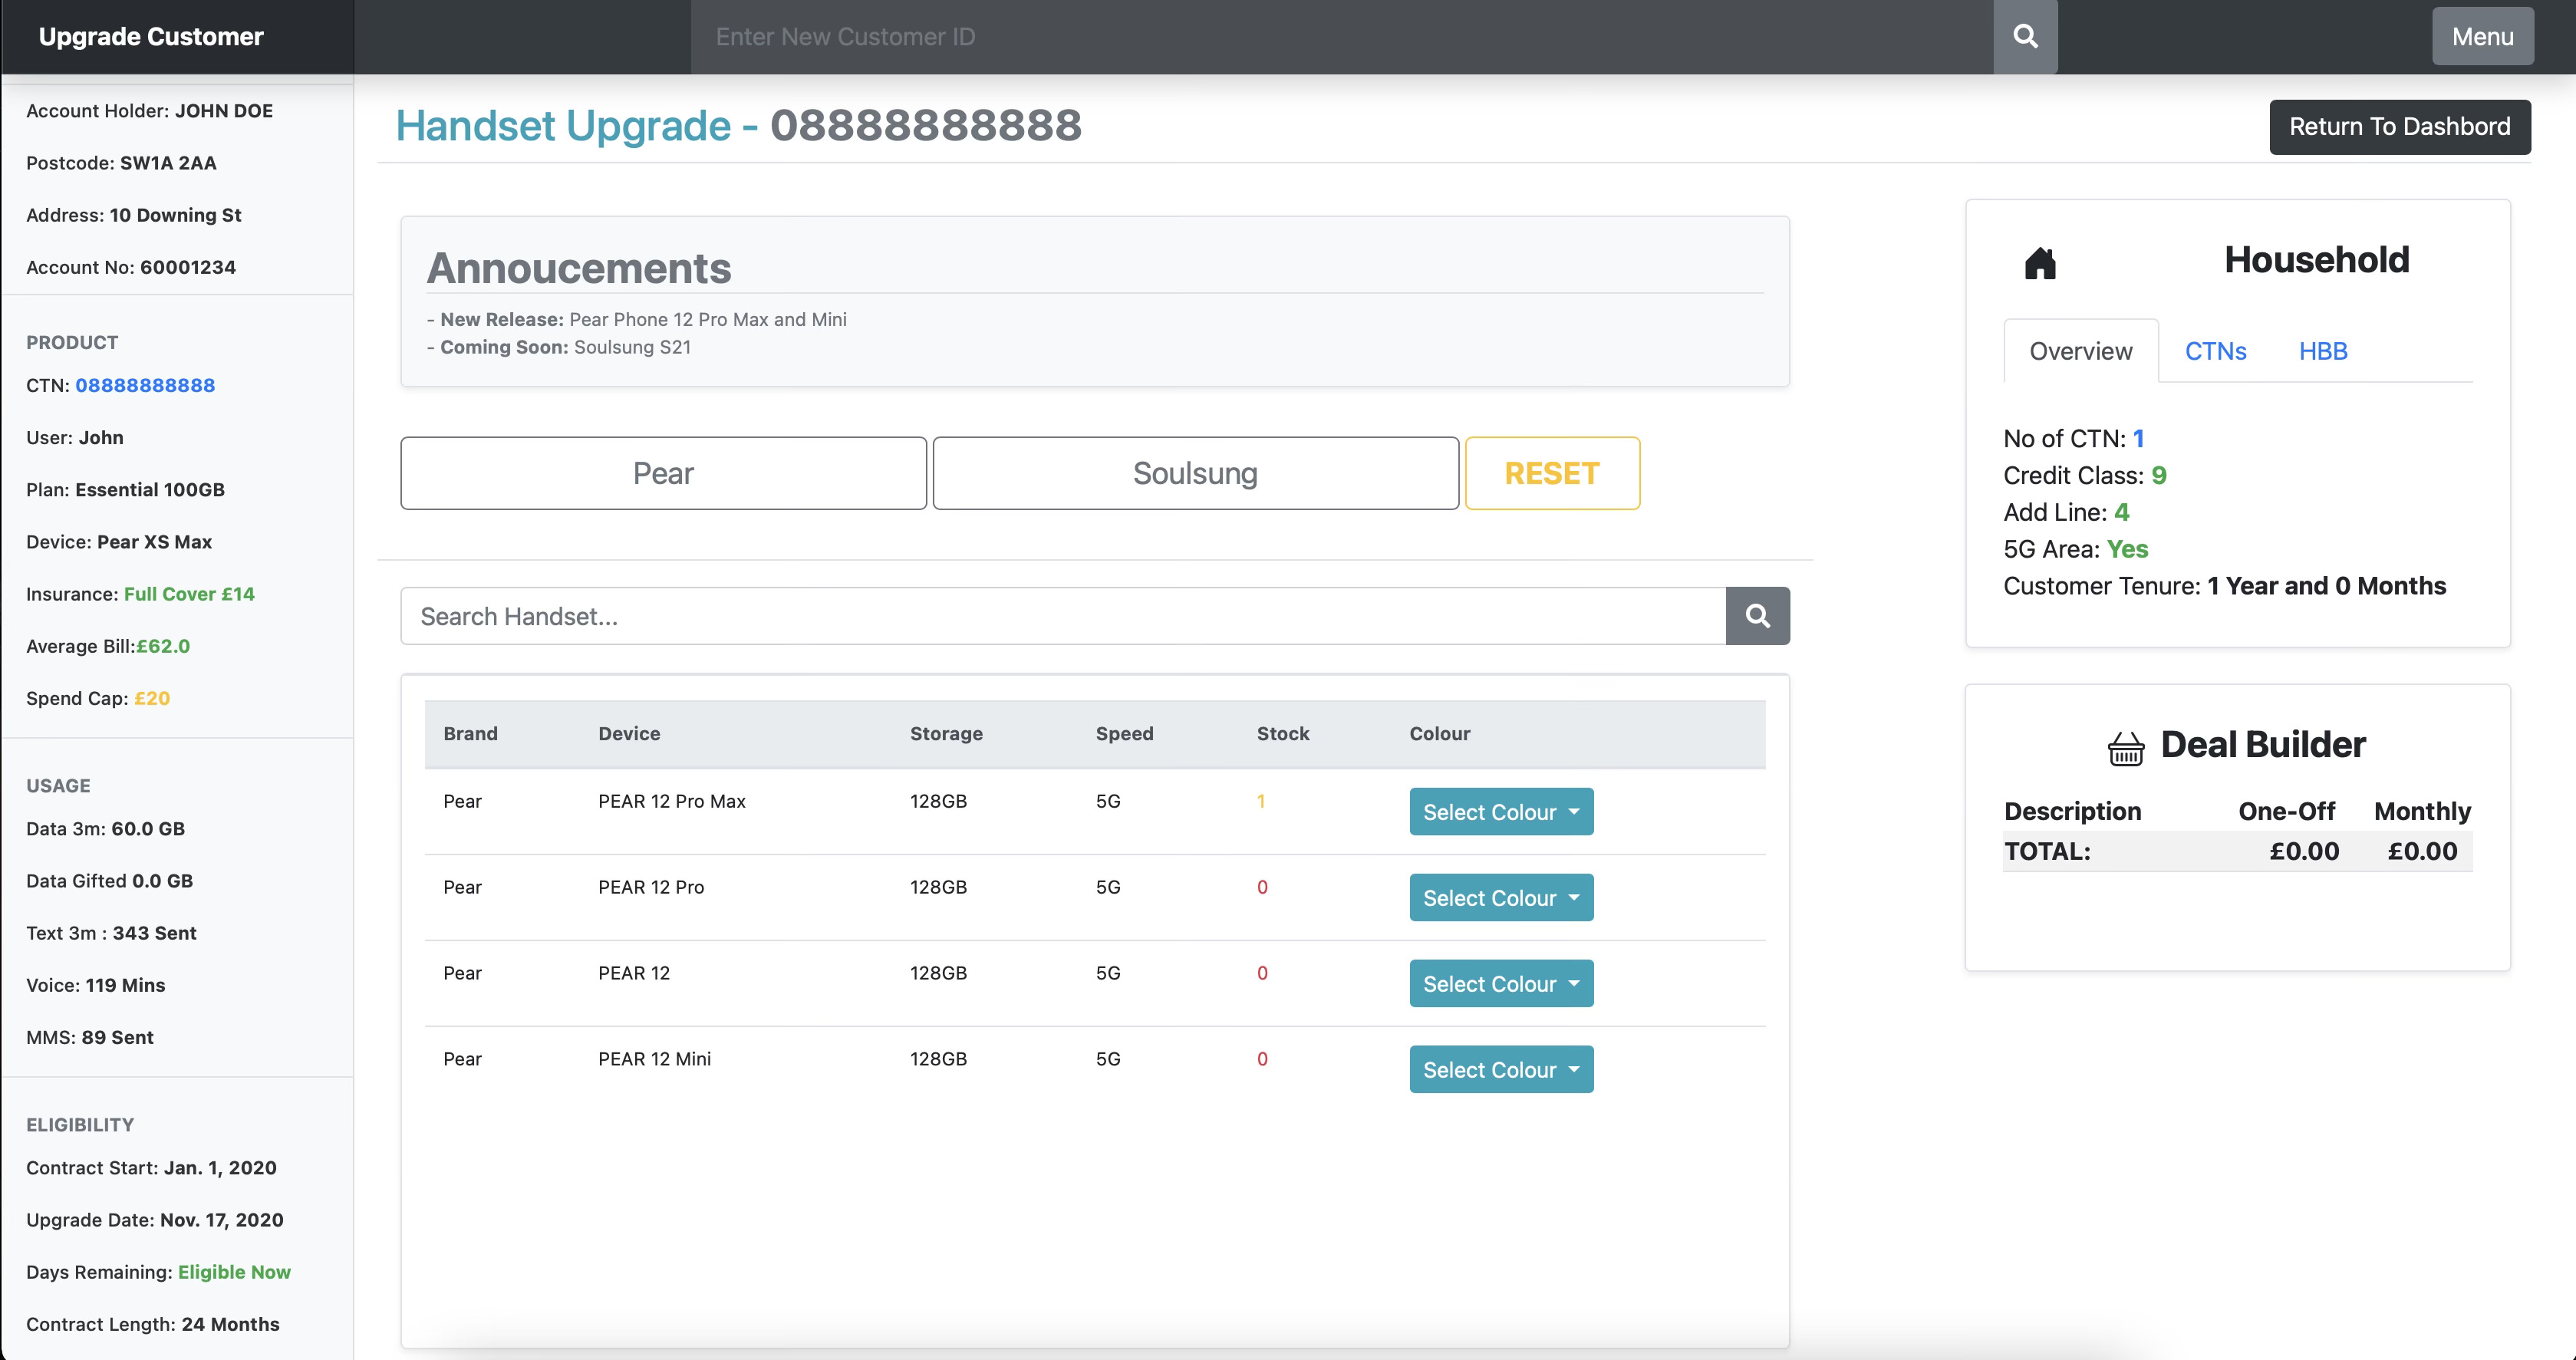 Upgrade Customer
Enter New Customer ID
Menu
Account Holder: JOHN DOE
Postcode: SW1A 2AA
Address: 10 Downing St
Account No: 60001234
PRODUCT
CTN: 08888888888
User: John
Plan: Essential 100GB
Device: Pear XS Max
Insurance: Full Cover £14
Average Bill:£62.0
Spend Cap: £20
USAGE
Data 3m: 60.0 GB
Data Gifted 0.0 GB
Text 3m : 343 Sent
Voice: 119 Mins
MMS: 89 Sent
ELIGIBILITY
Contract Start: Jan. 1, 2020
Upgrade Date: Nov. 17, 2020
Days Remaining: Eligible Now
Contract Length: 24 Months
Handset Upgrade - 08888888888
Return To Dashbord
Annoucements
- New Release: Pear Phone 12 Pro Max and Mini
- Coming Soon: Soulsung S21
Pear Soulsung RESET
Search Handset...
Brand Device Storage Speed Stock Colour
Pear PEAR 12 Pro Max 128GB 5G 1 Select Colour
Pear PEAR 12 Pro 128GB 5G 0 Select Colour
Pear PEAR 12 128GB 5G 0 Select Colour
Pear PEAR 12 Mini 128GB 5G 0 Select Colour
Household
Overview CTNs HBB
No of CTN: 1
Credit Class: 9
Add Line: 4
5G Area: Yes
Customer Tenure: 1 Year and 0 Months
Deal Builder
Description One-Off Monthly
TOTAL: £0.00 £0.00